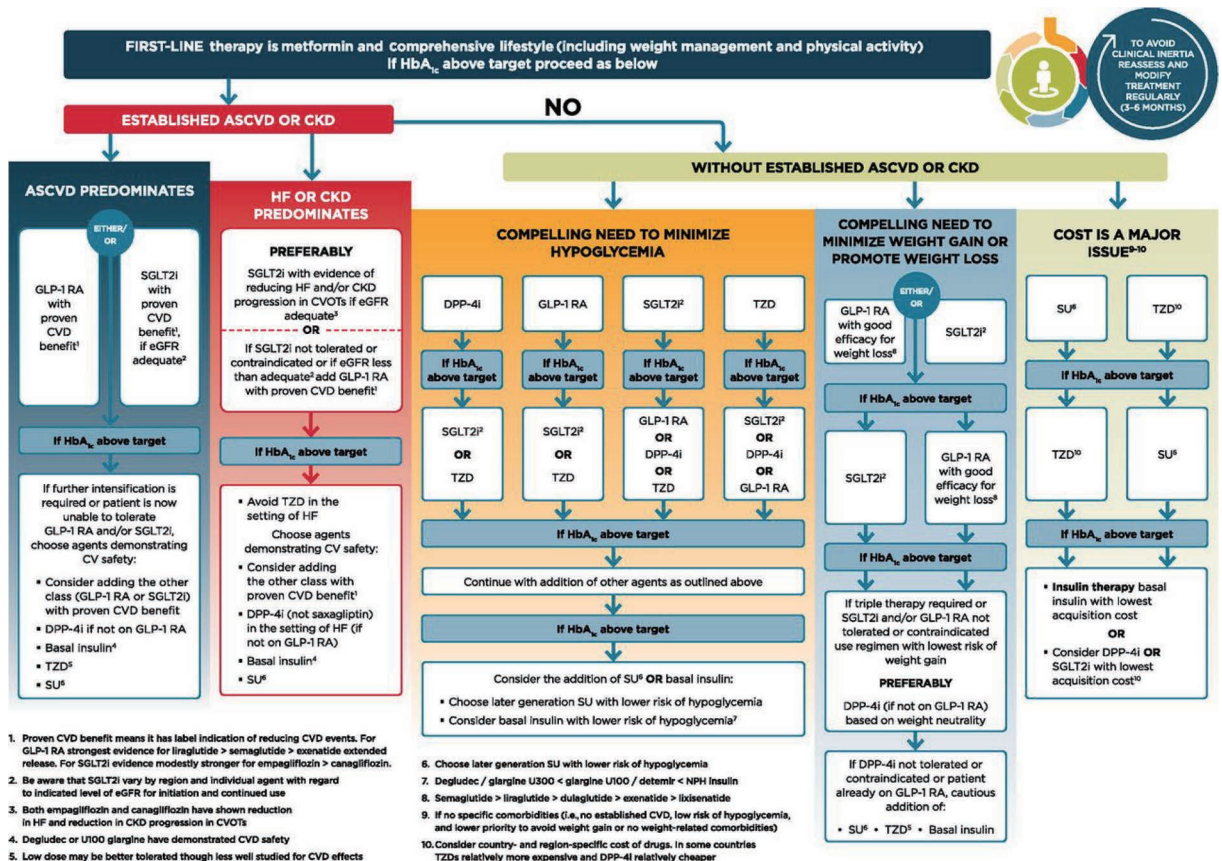 FIRST-LINE therapy is metformin and comprehensive lifestyle (including weight management and physical activity)
If HbA1c above target proceed as below
TO AVOID
CLINICAL INERTIA
REASSESS AND
MODIFY
TREATMENT
REGULARLY
(3–6 MONTHS)
ESTABLISHED ASCVD OR CKD
NO
WITHOUT ESTABLISHED ASCVD OR CKD
ASCVD PREDOMINATES
EITHER/
OR
GLP-1 RA
with
proven
CVD
benefit1
SGLT2i
with
proven
CVD
benefit1,
if eGFR
adequate2
If HbA1c above target
If further intensification is
required or patient is now
unable to tolerate
GLP-1 RA and/or SGLT2i,
choose agents demonstrating
CV safety:
▪ Consider adding the other
class (GLP-1 RA or SGLT2i)
with proven CVD benefit
▪ DPP-4i if not on GLP-1 RA
▪ Basal insulin4
▪ TZD5
▪ SU6
HF OR CKD
PREDOMINATES
PREFERABLY
SGLT2i with evidence of
reducing HF and/or CKD
progression in CVOTs if eGFR
adequate3
OR
If SGLT2i not tolerated or
contraindicated or if eGFR less
than adequate2 add GLP-1 RA
with proven CVD benefit1
If HbA1c above target
▪ Avoid TZD in the
setting of HF
Choose agents
demonstrating CV safety:
▪ Consider adding
the other class with
proven CVD benefit1
▪ DPP-4i (not saxagliptin)
in the setting of HF (if
not on GLP-1 RA)
▪ Basal insulin4
▪ SU6
COMPELLING NEED TO MINIMIZE
HYPOGLYCEMIA
DPP-4i
GLP-1 RA
SGLT2i2
TZD
If HbA1c
above target
If HbA1c
above target
If HbA1c
above target
If HbA1c
above target
SGLT2i2
OR
TZD
SGLT2i2
OR
TZD
GLP-1 RA
OR
DPP-4i
OR
TZD
SGLT2i2
OR
DPP-4i
OR
GLP-1 RA
If HbA1c above target
Continue with addition of other agents as outlined above
If HbA1c above target
Consider the addition of SU6 OR basal insulin:
▪ Choose later generation SU with lower risk of hypoglycemia
▪ Consider basal insulin with lower risk of hypoglycemia7
COMPELLING NEED TO
MINIMIZE WEIGHT GAIN OR
PROMOTE WEIGHT LOSS
EITHER/
OR
GLP-1 RA
with good
efficacy for
weight loss8
SGLT2i2
If HbA1c above target
SGLT2i2
GLP-1 RA
with good
efficacy for
weight loss8
If HbA1c above target
If triple therapy required or
SGLT2i and/or GLP-1 RA not
tolerated or contraindicated
use regimen with lowest risk of
weight gain
PREFERABLY
DPP-4i (if not on GLP-1 RA)
based on weight neutrality
If DPP-4i not tolerated or
contraindicated or patient
already on GLP-1 RA, cautious
addition of:
• SU6 • TZD5 • Basal insulin
COST IS A MAJOR
ISSUE9-10
SU6
TZD10
If HbA1c above target
TZD10
SU6
If HbA1c above target
▪ Insulin therapy basal
insulin with lowest
acquisition cost
OR
▪ Consider DPP-4i OR
SGLT2i with lowest
acquisition cost10
1. Proven CVD benefit means it has label indication of reducing CVD events. For
GLP-1 RA strongest evidence for liraglutide > semaglutide > exenatide extended
release. For SGLT2i evidence modestly stronger for empagliflozin > canagliflozin.
2. Be aware that SGLT2i vary by region and individual agent with regard
to indicated level of eGFR for initiation and continued use
3. Both empagliflozin and canagliflozin have shown reduction
in HF and reduction in CKD progression in CVOTs
4. Degludec or U100 glargine have demonstrated CVD safety
5. Low dose may be better tolerated though less well studied for CVD effects
6. Choose later generation SU with lower risk of hypoglycemia
7. Degludec / glargine U300 < glargine U100 / detemir < NPH insulin
8. Semaglutide > liraglutide > dulaglutide > exenatide > lixisenatide
9. If no specific comorbidities (i.e., no established CVD, low risk of hypoglycemia,
and lower priority to avoid weight gain or no weight-related comorbidities)
10. Consider country- and region-specific cost of drugs. In some countries
TZDs relatively more expensive and DPP-4i relatively cheaper